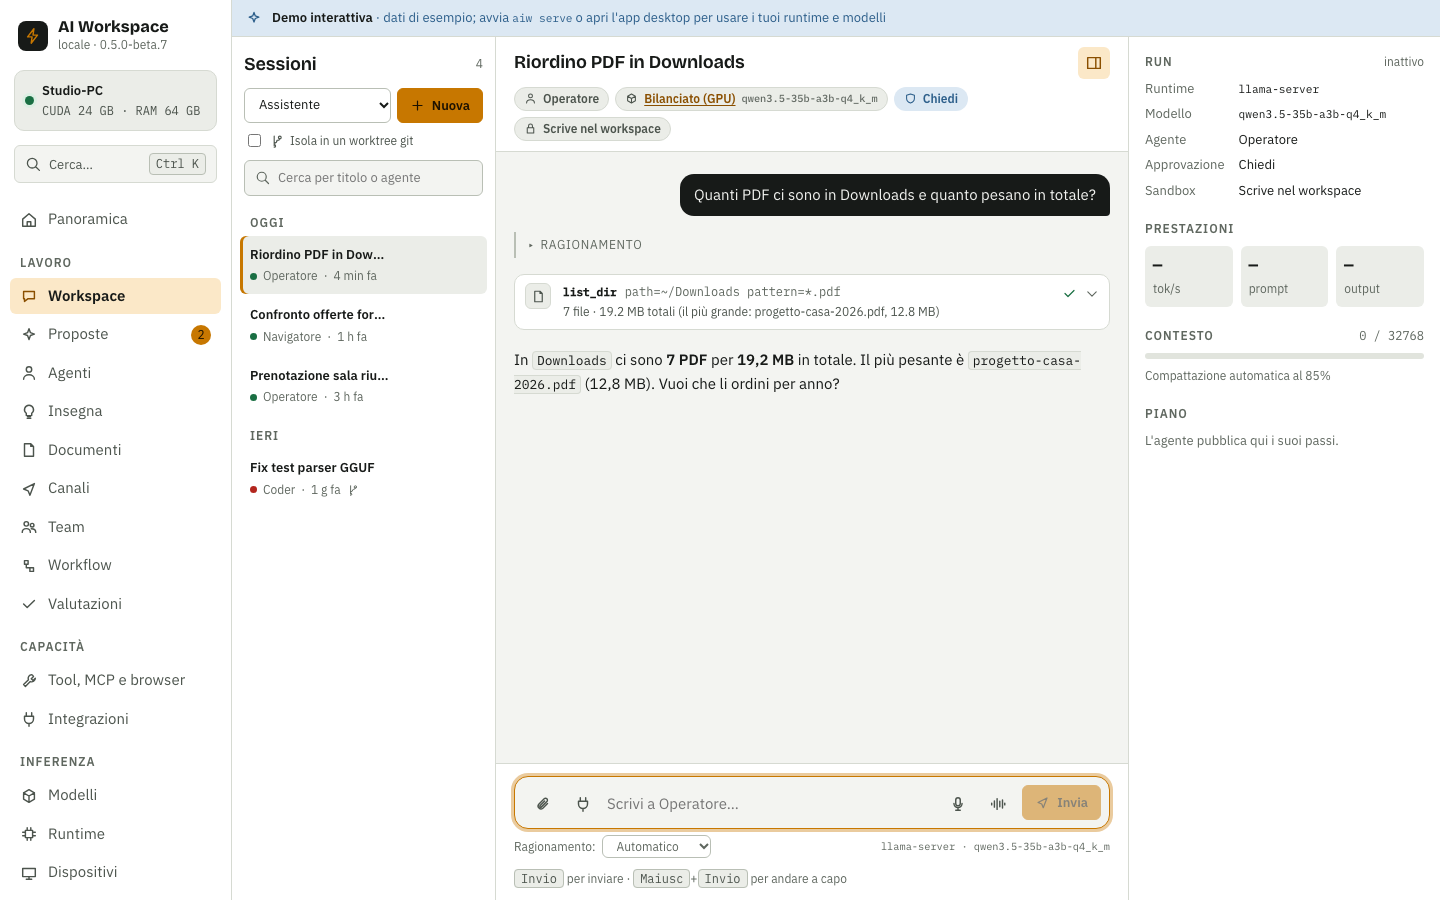 AI Workspace
locale · 0.5.0-beta.7
Studio-PC
CUDA 24 GB · RAM 64 GB
Cerca... Ctrl K
Panoramica
LAVORO
Workspace
Proposte 2
Agenti
Insegna
Documenti
Canali
Team
Workflow
Valutazioni
CAPACITÀ
Tool, MCP e browser
Integrazioni
INFERENZA
Modelli
Runtime
Dispositivi
Demo interattiva · dati di esempio; avvia aiw serve o apri l'app desktop per usare i tuoi runtime e modelli
Sessioni 4
Assistente Nuova
Isola in un worktree git
Cerca per titolo o agente
OGGI
Riordino PDF in Dow...
Operatore · 4 min fa
Confronto offerte for...
Navigatore · 1 h fa
Prenotazione sala riu...
Operatore · 3 h fa
IERI
Fix test parser GGUF
Coder · 1 g fa
Riordino PDF in Downloads
Operatore Bilanciato (GPU) qwen3.5-35b-a3b-q4_k_m Chiedi
Scrive nel workspace
Quanti PDF ci sono in Downloads e quanto pesano in totale?
RAGIONAMENTO
list_dir path=~/Downloads pattern=*.pdf
7 file · 19.2 MB totali (il più grande: progetto-casa-2026.pdf, 12.8 MB)
In Downloads ci sono 7 PDF per 19,2 MB in totale. Il più pesante è progetto-casa-
2026.pdf (12,8 MB). Vuoi che li ordini per anno?
Scrivi a Operatore... Invia
Ragionamento: Automatico llama-server · qwen3.5-35b-a3b-q4_k_m
Invio per inviare · Maiusc+Invio per andare a capo
RUN inattivo
Runtime llama-server
Modello qwen3.5-35b-a3b-q4_k_m
Agente Operatore
Approvazione Chiedi
Sandbox Scrive nel workspace
PRESTAZIONI
– – –
tok/s prompt output
CONTESTO 0 / 32768
Compattazione automatica al 85%
PIANO
L'agente pubblica qui i suoi passi.